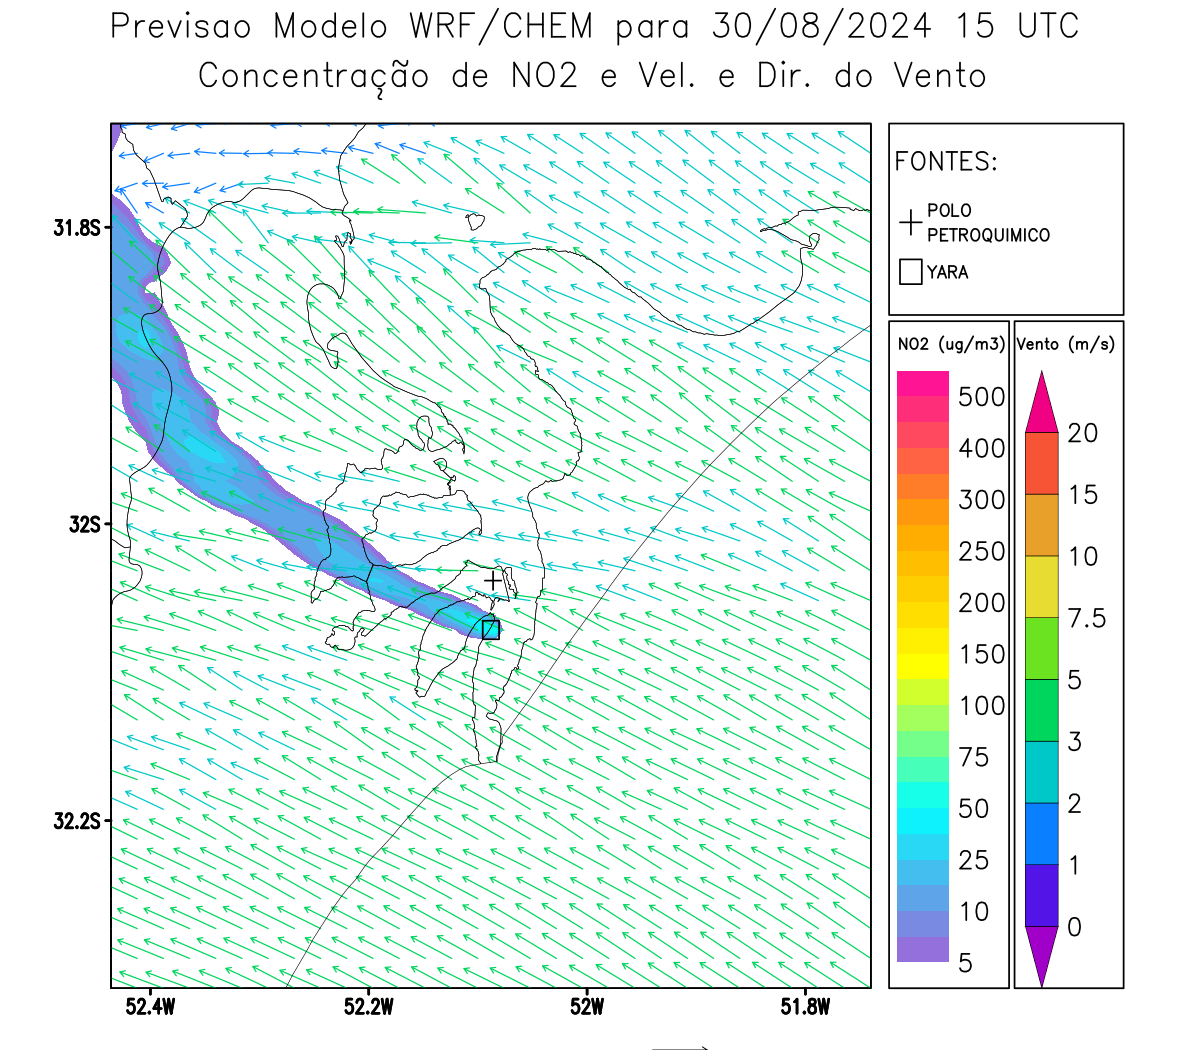 Previsao Modelo WRF/CHEM para 30/08/2024 15 UTC
Concentração de NO2 e Vel. e Dir. do Vento
FONTES:
POLO
PETROQUIMICO
YARA
NO2 (ug/m3)
500
400
300
250
200
150
100
75
50
25
10
5
Vento (m/s)
20
15
10
7.5
5
3
2
1
0
31.8S
32S
32.2S
52.4W
52.2W
52W
51.8W